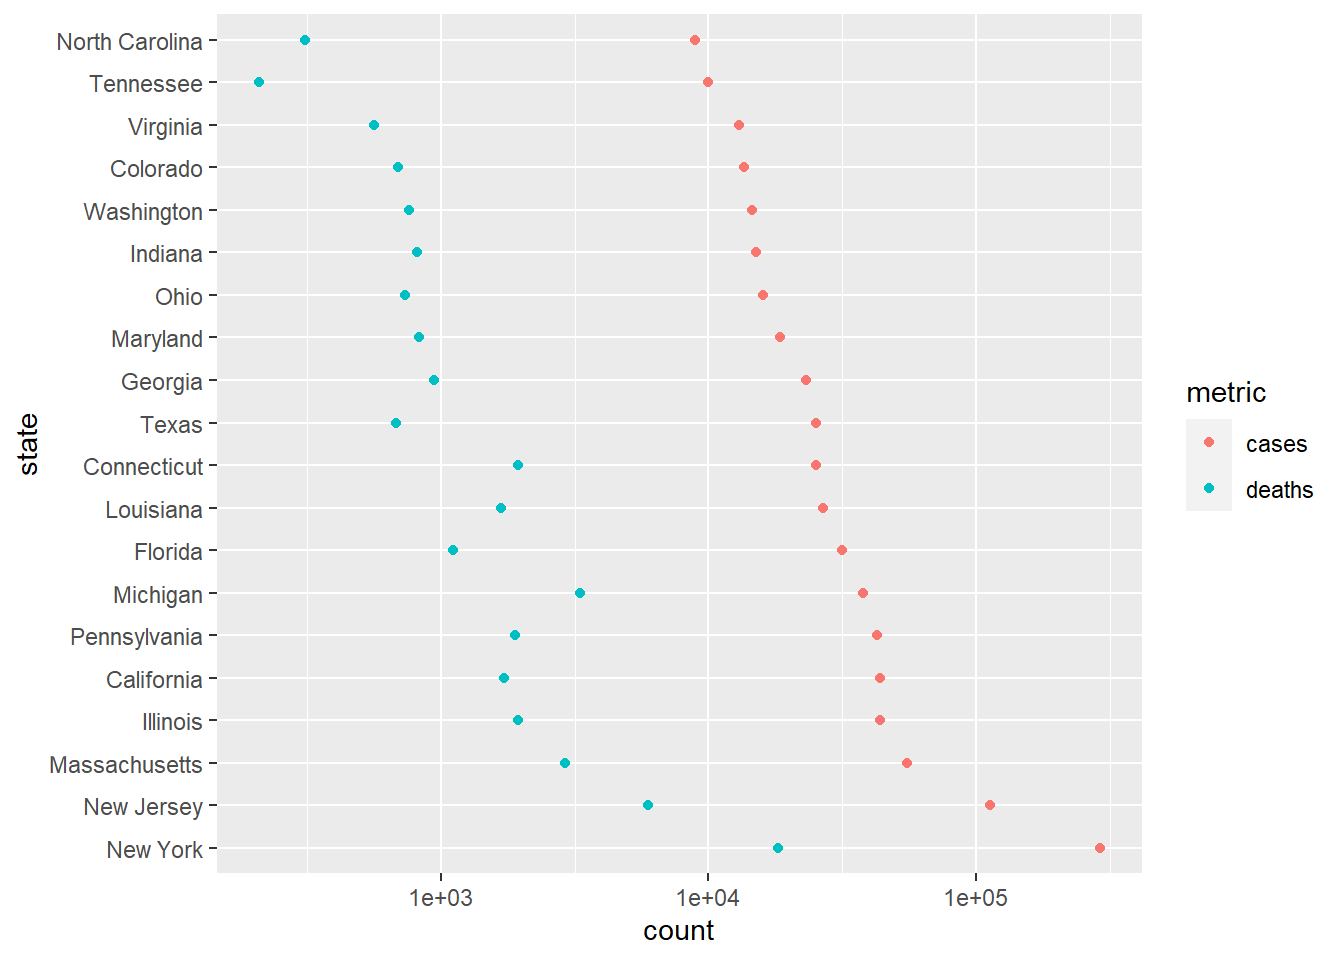 North Carolina
Tennessee
Virginia
Colorado
Washington
Indiana
Ohio
Maryland
Georgia
Texas
Connecticut
Louisiana
Florida
Michigan
Pennsylvania
California
Illinois
Massachusetts
New Jersey
New York
state
1e+03 1e+04 1e+05
count
metric
cases
deaths